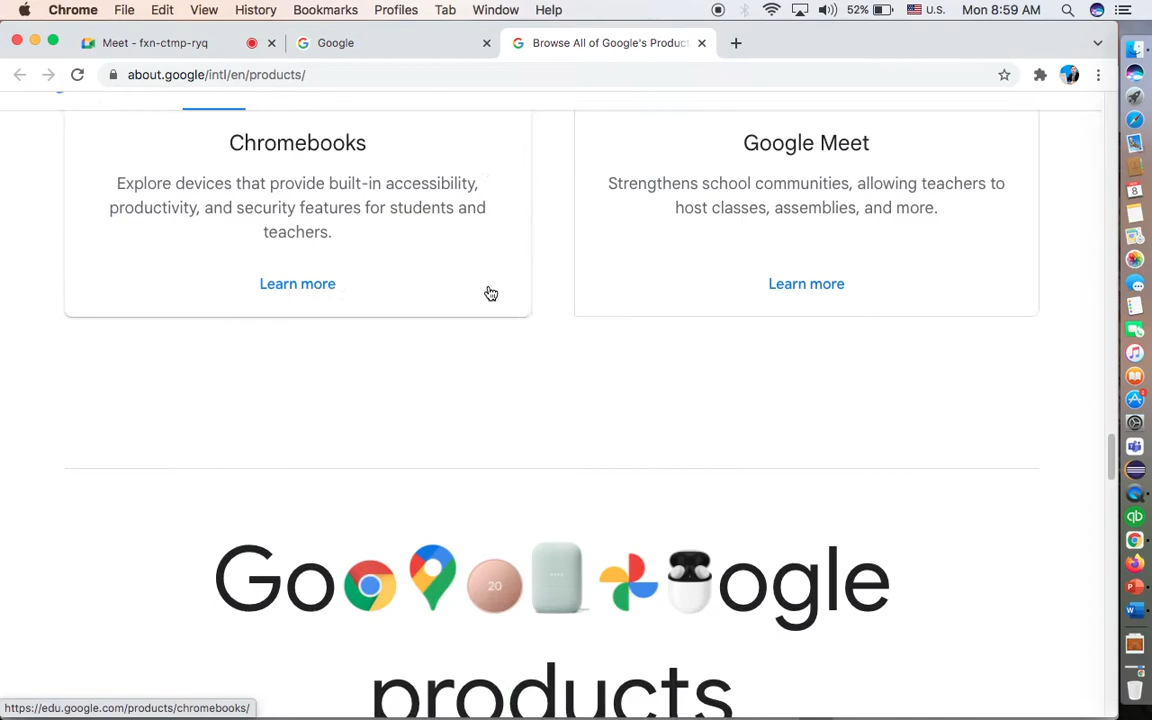 Chrome File Edit View History Bookmarks Profiles Tab Window Help 52% U.S. Mon 8:59 AM
Meet - fxn-ctmp-ryq Google Browse All of Google's Product
about.google/intl/en/products/
Chromebooks
Explore devices that provide built-in accessibility,
productivity, and security features for students and
teachers.
Learn more
Google Meet
Strengthens school communities, allowing teachers to
host classes, assemblies, and more.
Learn more
Go 20 ogle
products
https://edu.google.com/products/chromebooks/